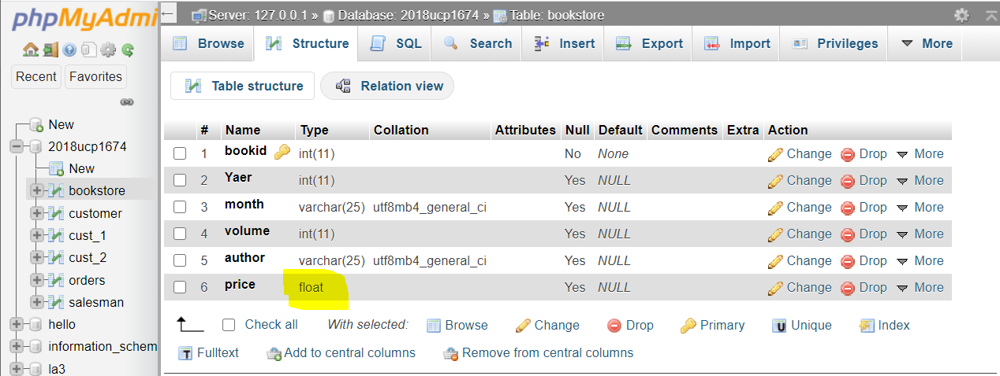 phpMyAdmi
Server: 127.0.0.1 » Database: 2018ucp1674 » Table: bookstore
Browse Structure SQL Search Insert Export Import Privileges More
Recent Favorites
Table structure Relation view
New
2018ucp1674
New
bookstore
customer
cust_1
cust_2
orders
salesman
hello
information_schem
la3
# Name Type Collation Attributes Null Default Comments Extra Action
1 bookid int(11) No None Change Drop More
2 Yaer int(11) Yes NULL Change Drop More
3 month varchar(25) utf8mb4_general_ci Yes NULL Change Drop More
4 volume int(11) Yes NULL Change Drop More
5 author varchar(25) utf8mb4_general_ci Yes NULL Change Drop More
6 price float Yes NULL Change Drop More
Check all With selected: Browse Change Drop Primary Unique Index
Fulltext Add to central columns Remove from central columns